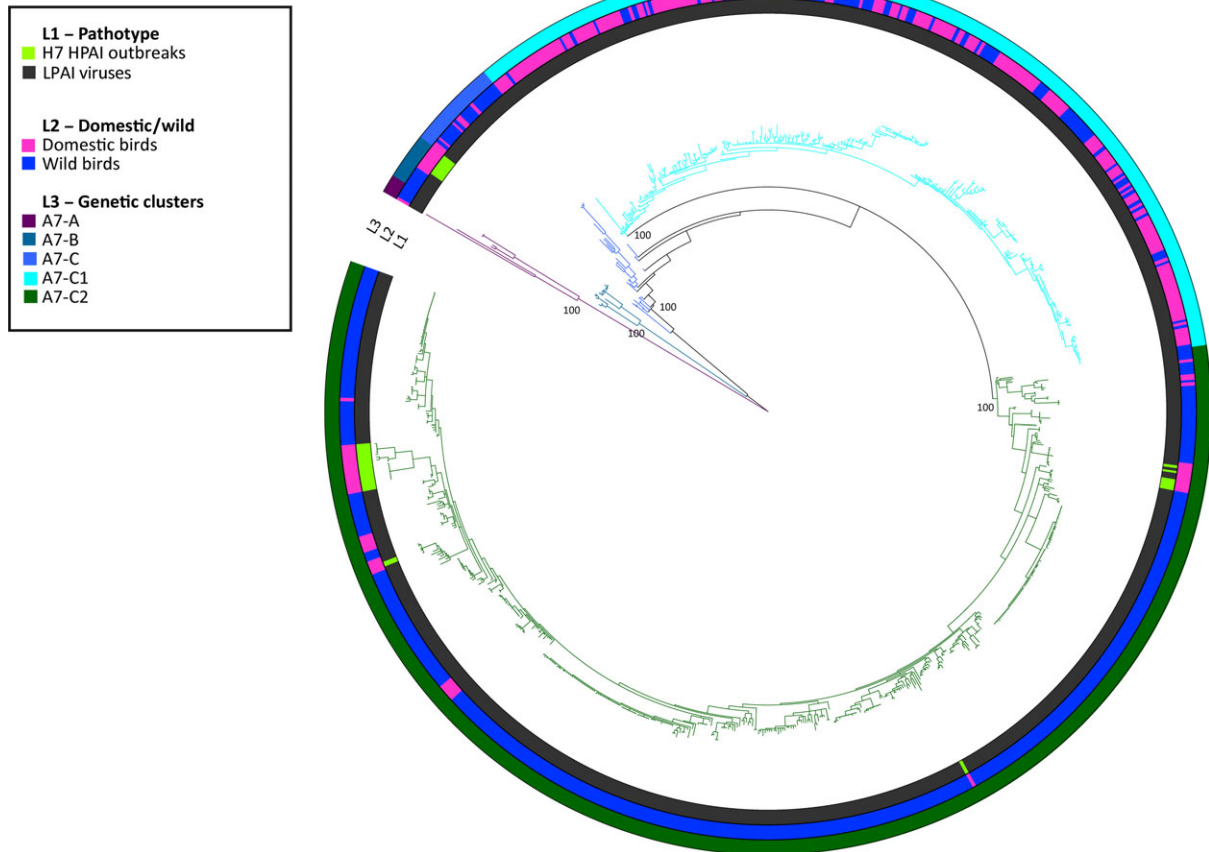 L1 – Pathotype
H7 HPAI outbreaks
LPAI viruses
L2 – Domestic/wild
Domestic birds
Wild birds
L3 – Genetic clusters
A7-A
A7-B
A7-C
A7-C1
A7-C2
L3
L2
L1
100
100
100
100
100